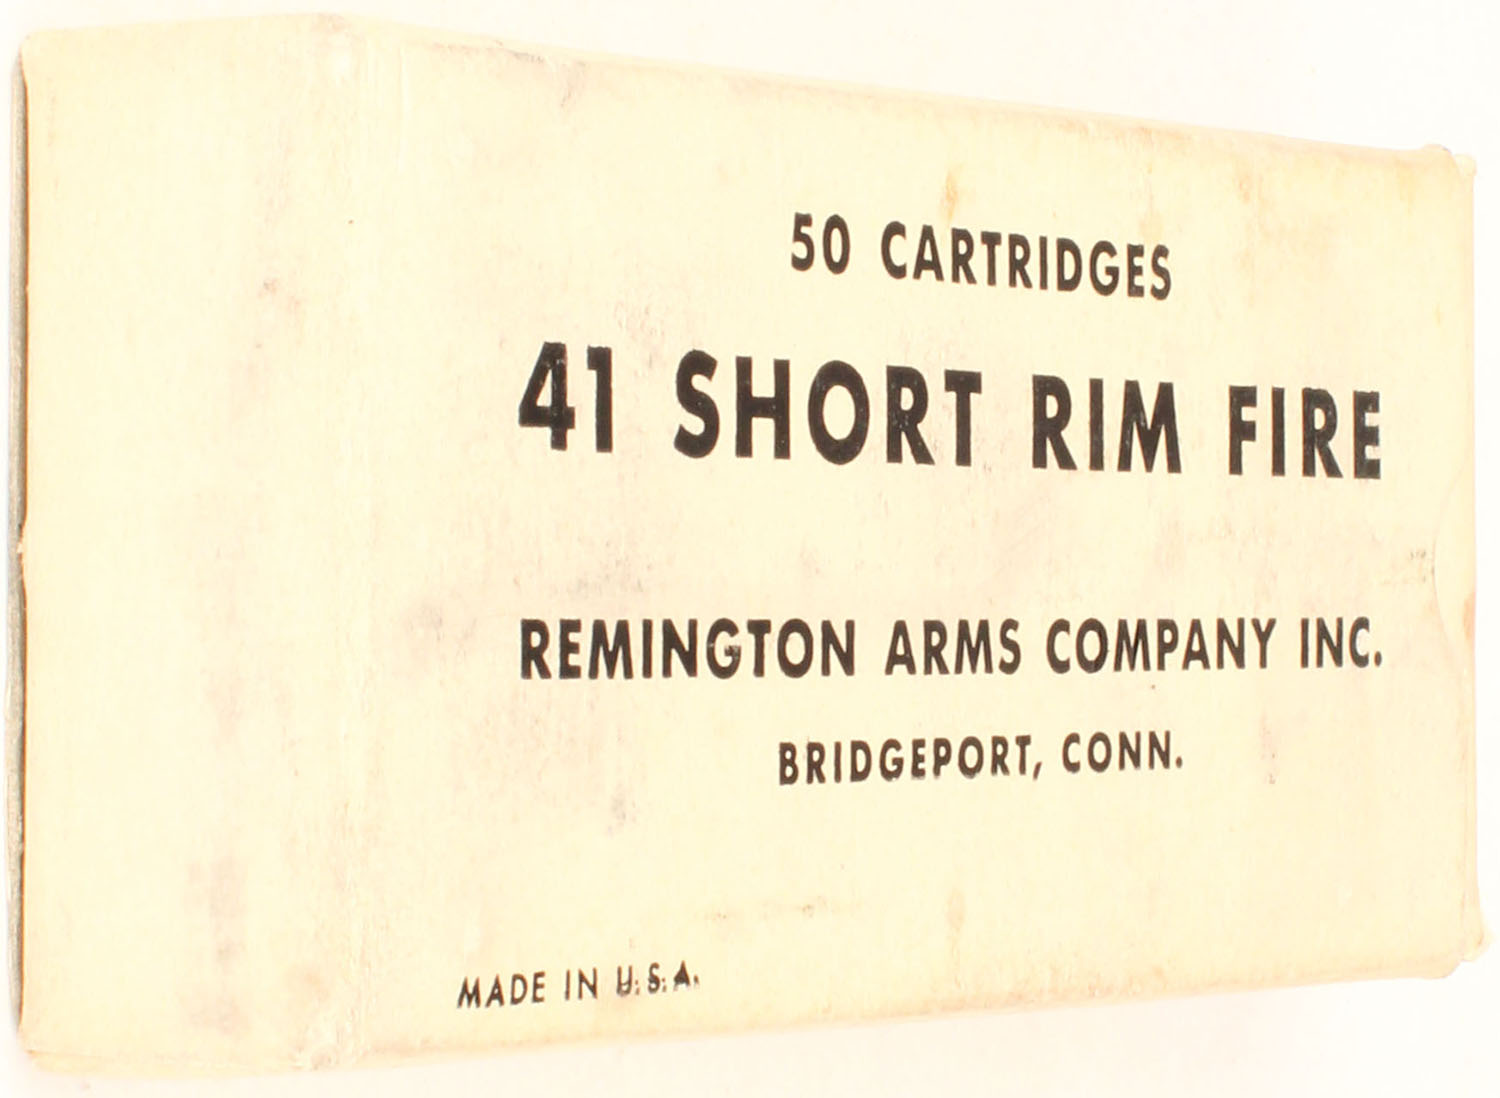 50 CARTRIDGES
41 SHORT RIM FIRE
REMINGTON ARMS COMPANY INC.
BRIDGEPORT, CONN.
MADE IN U.S.A.